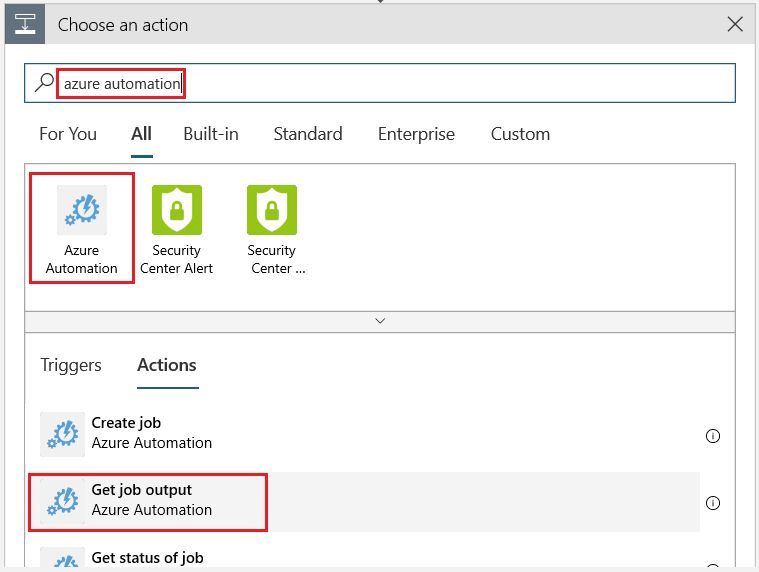 Choose an action
azure automation
For You All Built-in Standard Enterprise Custom
Azure
Automation
Security
Center Alert
Security
Center ...
Triggers Actions
Create job
Azure Automation
Get job output
Azure Automation
Get status of job